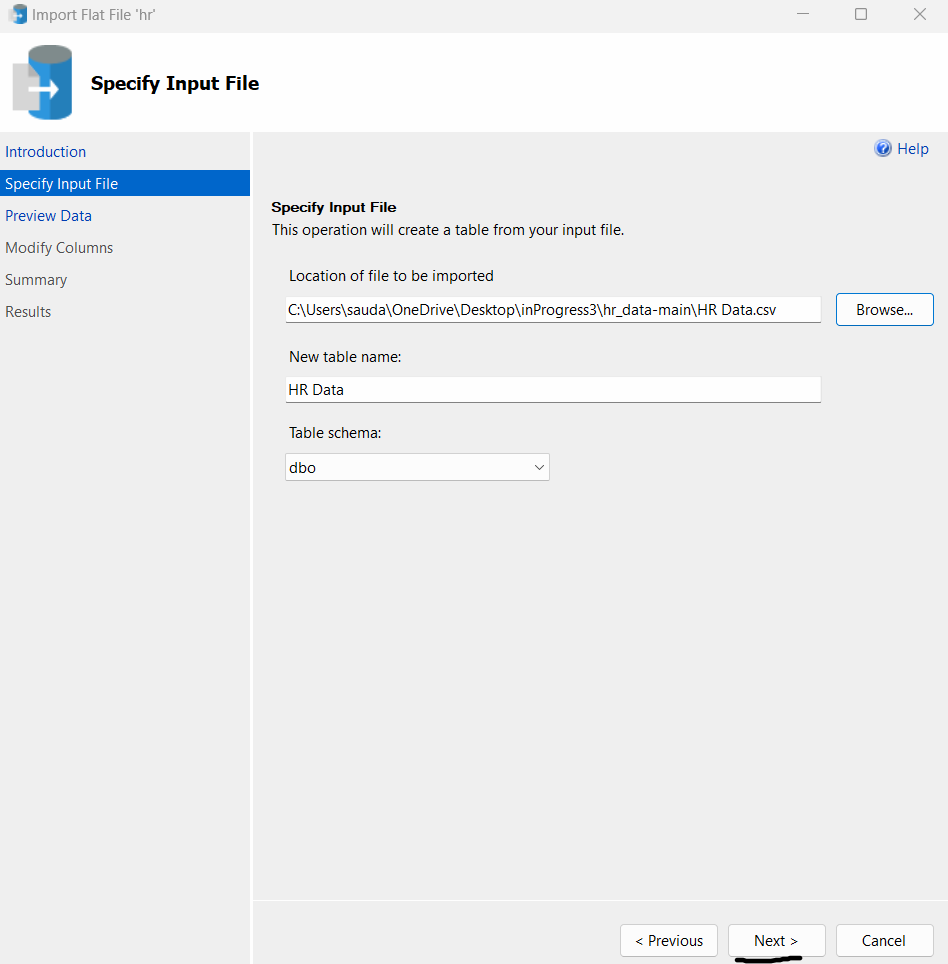 Import Flat File 'hr'
Specify Input File
Introduction
Specify Input File
Preview Data
Modify Columns
Summary
Results
Help
Specify Input File
This operation will create a table from your input file.
Location of file to be imported
C:\Users\sauda\OneDrive\Desktop\inProgress3\hr_data-main\HR Data.csv
Browse...
New table name:
HR Data
Table schema:
dbo
< Previous
Next >
Cancel